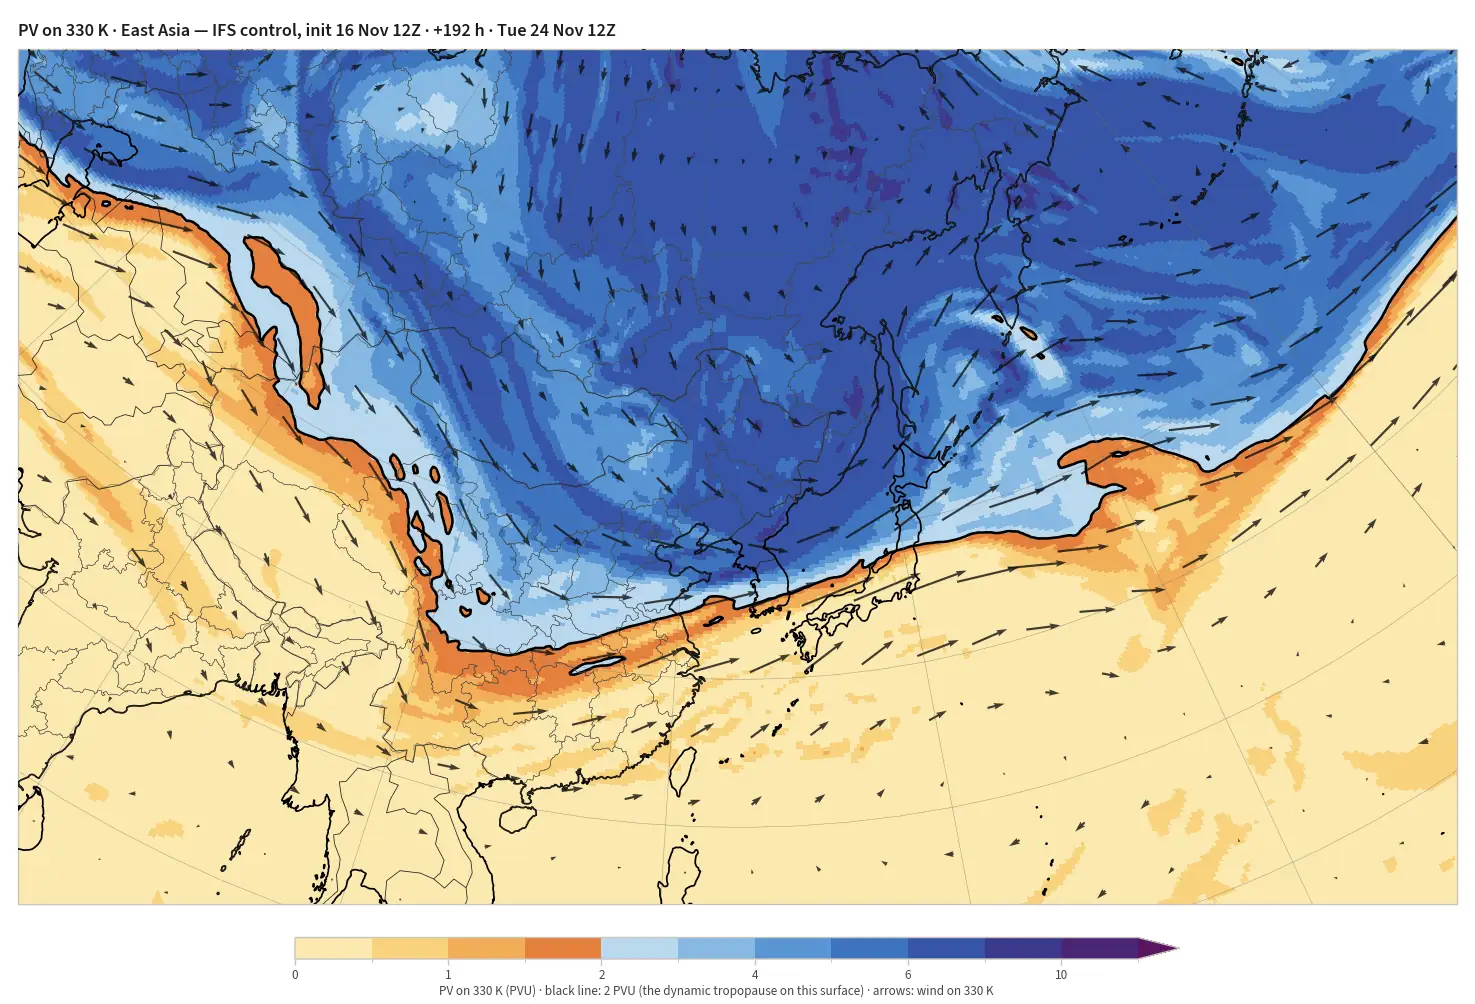 PV on 330 K · East Asia — IFS control, init 16 Nov 12Z · +192 h · Tue 24 Nov 12Z
0 1 2 4 6 10
PV on 330 K (PVU) · black line: 2 PVU (the dynamic tropopause on this surface) · arrows: wind on 330 K